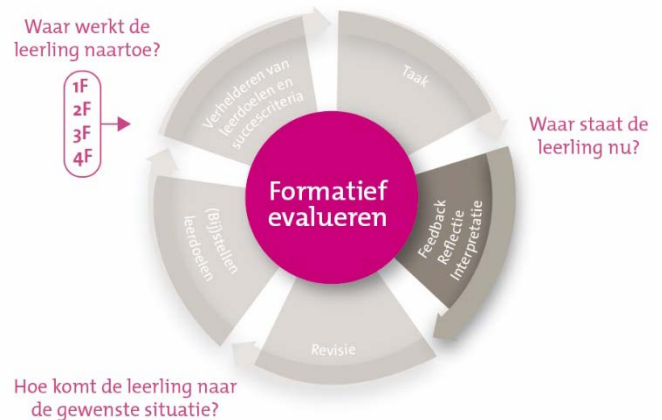 Waar werkt de
leerling naartoe?
1F
2F
3F
4F
Verhelderen van
leerdoelen en
succescriteria
Taak
Waar staat de
leerling nu?
Formatief
evalueren
Feedback
Reflectie
Interpretatie
(Bij)stellen
leerdoelen
Revisie
Hoe komt de leerling naar
de gewenste situatie?